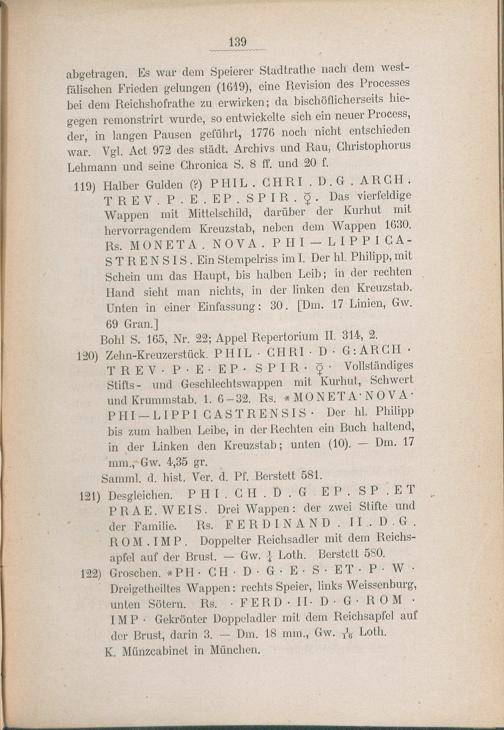 139
abgetragen. Es war dem Speierer Stadtrathe nach dem west-
fälischen Frieden gelungen (1649), eine Revision des Processes
bei dem Reichshofrathe zu erwirken; da bischöflicherseits hie-
gegen remonstrirt wurde, so entwickelte sich ein neuer Process,
der, in langen Pausen geführt, 1776 noch nicht entschieden
war. Vgl. Act 972 des städt. Archivs und Rau, Christophorus
Lehmann und seine Chronica S. 8 ff. und 20 f.
119) Halber Gulden (?) PHIL . CHRI . D . G . ARCH .
TREV . P . E . EP . SPIR . ☿. Das vierfeldige
Wappen mit Mittelschild, darüber der Kurhut mit
hervorragendem Kreuzstab, neben dem Wappen 1630.
Rs. MONETA . NOVA . PHI — LIPPICA-
STRENSIS . Ein Stempelriss im I. Der hl. Philipp, mit
Schein um das Haupt, bis halben Leib; in der rechten
Hand sieht man nichts, in der linken den Kreuzstab.
Unten in einer Einfassung: 30. [Dm. 17 Linien, Gw.
69 Gran.]
Bohl S. 165, Nr. 22; Appel Repertorium II. 314, 2.
120) Zehn-Kreuzerstück. PHIL · CHRI · D · G : ARCH ·
TREV · P · E · EP · SPIR · ☿ · Vollständiges
Stifts- und Geschlechtswappen mit Kurhut, Schwert
und Krummstab. 1. 6–32. Rs. *MONETA · NOVA ·
PHI — LIPPI CASTRENSIS · Der hl. Philipp
bis zum halben Leibe, in der Rechten ein Buch haltend,
in der Linken den Kreuzstab; unten (10). — Dm. 17
mm., Gw. 4,35 gr.
Samml. d. hist. Ver. d. Pf. Berstett 581.
121) Desgleichen. PHI . CH . D . G EP . SP . ET
PRAE . WEIS. Drei Wappen: der zwei Stifte und
der Familie. Rs. FERDINAND . II . D . G .
ROM . IMP. Doppelter Reichsadler mit dem Reichs-
apfel auf der Brust. — Gw. ¼ Loth. Berstett 580.
122) Groschen. *PH · CH · D · G · E · S · ET · P · W ·
Dreigetheiltes Wappen: rechts Speier, links Weissenburg,
unten Sötern. Rs. · FERD · II · D · G · ROM ·
IMP · Gekrönter Doppeladler mit dem Reichsapfel auf
der Brust, darin 3. — Dm. 18 mm., Gw. 1/16 Loth.
K. Münzcabinet in München.